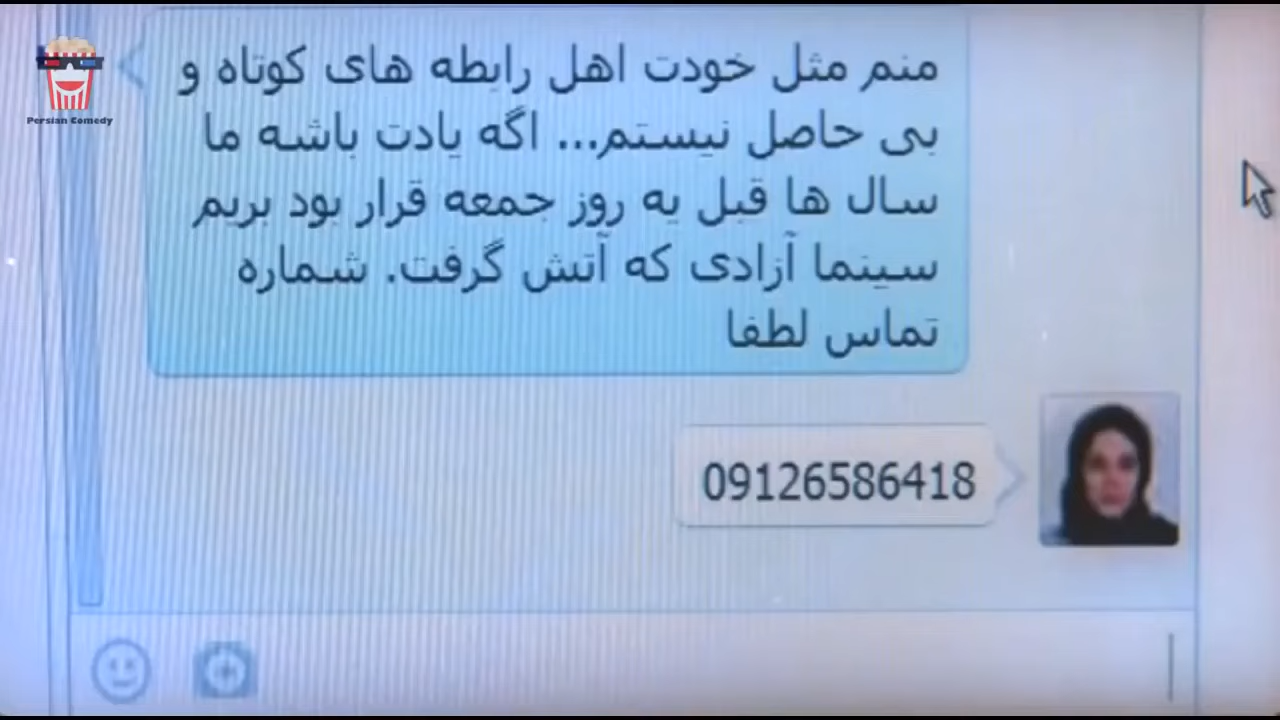 Persian Comedy
منم مثل خودت اهل رابطه های کوتاه و
بی حاصل نیستم... اگه یادت باشه ما
سال ها قبل یه روز جمعه قرار بود بریم
سینما آزادی که آتش گرفت. شماره
تماس لطفا
09126586418